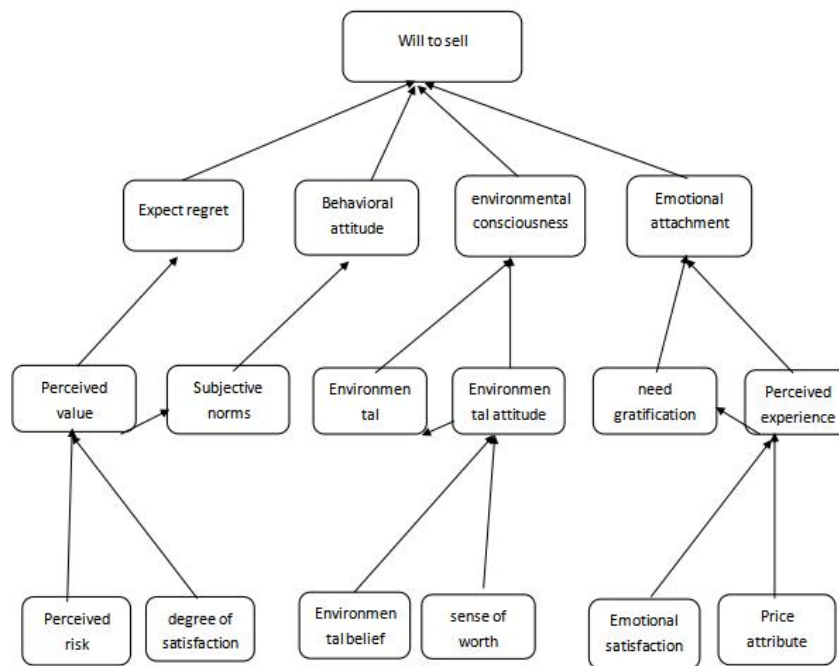 Will to sell
Expect regret
Behavioral
attitude
environmental
consciousness
Emotional
attachment
Perceived
value
Subjective
norms
Environmen
tal
Environmen
tal attitude
need
gratification
Perceived
experience
Perceived
risk
degree of
satisfaction
Environmen
tal belief
sense of
worth
Emotional
satisfaction
Price
attribute